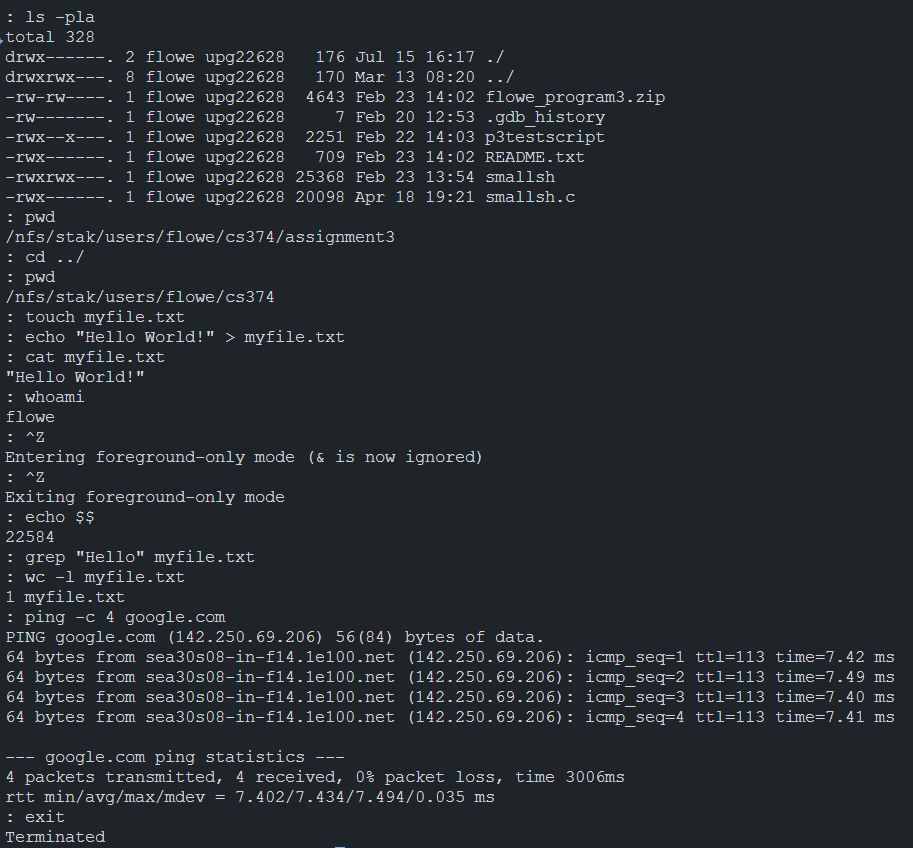 : ls -pla
total 328
drwx------. 2 flowe upg22628   176 Jul 15 16:17 ./
drwxrwx---. 8 flowe upg22628   170 Mar 13 08:20 ../
-rw-rw----. 1 flowe upg22628  4643 Feb 23 14:02 flowe_program3.zip
-rw-------. 1 flowe upg22628     7 Feb 20 12:53 .gdb_history
-rwx--x---. 1 flowe upg22628  2251 Feb 22 14:03 p3testscript
-rwx------. 1 flowe upg22628   709 Feb 23 14:02 README.txt
-rwxrwx---. 1 flowe upg22628 25368 Feb 23 13:54 smallsh
-rwx------. 1 flowe upg22628 20098 Apr 18 19:21 smallsh.c
: pwd
/nfs/stak/users/flowe/cs374/assignment3
: cd ../
: pwd
/nfs/stak/users/flowe/cs374
: touch myfile.txt
: echo "Hello World!" > myfile.txt
: cat myfile.txt
"Hello World!"
: whoami
flowe
: ^Z
Entering foreground-only mode (& is now ignored)
: ^Z
Exiting foreground-only mode
: echo $$
22584
: grep "Hello" myfile.txt
: wc -l myfile.txt
1 myfile.txt
: ping -c 4 google.com
PING google.com (142.250.69.206) 56(84) bytes of data.
64 bytes from sea30s08-in-f14.1e100.net (142.250.69.206): icmp_seq=1 ttl=113 time=7.42 ms
64 bytes from sea30s08-in-f14.1e100.net (142.250.69.206): icmp_seq=2 ttl=113 time=7.49 ms
64 bytes from sea30s08-in-f14.1e100.net (142.250.69.206): icmp_seq=3 ttl=113 time=7.40 ms
64 bytes from sea30s08-in-f14.1e100.net (142.250.69.206): icmp_seq=4 ttl=113 time=7.41 ms

--- google.com ping statistics ---
4 packets transmitted, 4 received, 0% packet loss, time 3006ms
rtt min/avg/max/mdev = 7.402/7.434/7.494/0.035 ms
: exit
Terminated